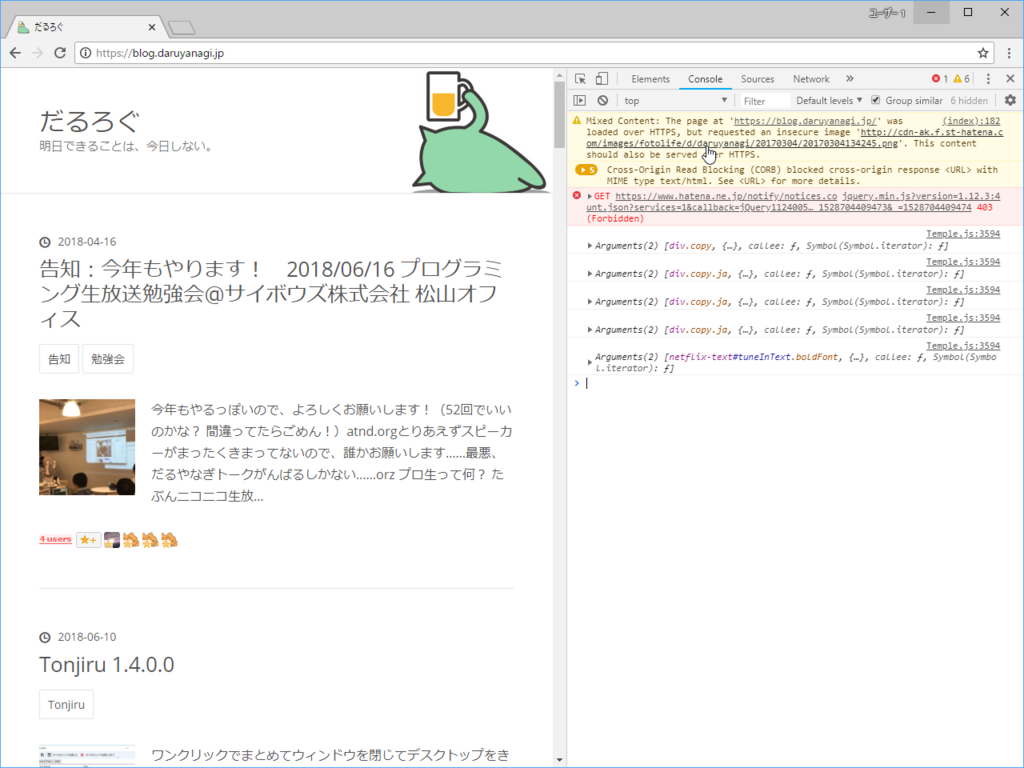 だるろぐ
ユーザー 1
https://blog.daruyanagi.jp
だるろぐ
明日できることは、今日しない。
2018-04-16
告知：今年もやります！　2018/06/16 プログラミ
ング生放送勉強会@サイボウズ株式会社 松山オフ
ィス
告知
勉強会
今年もやるっぽいので、よろしくお願いします！（52回でいい
のかな？ 間違ってたらごめん！）atnd.orgとりあえずスピーカ
ーがまったくきまってないので、誰かお願いします……最悪、
だるやなぎトークがんばるしかない……orz プロ生って何？ た
ぶんニコニコ生放...
4 users
2018-06-10
Tonjiru 1.4.0.0
Tonjiru
ワンクリックでまとめてウィンドウを閉じてデスクトップをき
Elements Console Sources Network » 1 6
top Filter Default levels Group similar 6 hidden
Mixed Content: The page at 'https://blog.daruyanagi.jp/' was (index):182
loaded over HTTPS, but requested an insecure image 'http://cdn-ak.f.st-hatena.c
om/images/fotolife/d/daruyanagi/20170304/20170304134245.png'. This content
should also be served over HTTPS.
5 Cross-Origin Read Blocking (CORB) blocked cross-origin response <URL> with
MIME type text/html. See <URL> for more details.
GET https://www.hatena.ne.jp/notify/notices.co jquery.min.js?version=1.12.3:4
unt.json?services=1&callback=jQuery1124005… 1528704409473&_=1528704409474 403
(Forbidden)
Temple.js:3594
Arguments(2) [div.copy, {…}, callee: ƒ, Symbol(Symbol.iterator): ƒ]
Temple.js:3594
Arguments(2) [div.copy.ja, {…}, callee: ƒ, Symbol(Symbol.iterator): ƒ]
Temple.js:3594
Arguments(2) [div.copy.ja, {…}, callee: ƒ, Symbol(Symbol.iterator): ƒ]
Temple.js:3594
Arguments(2) [div.copy.ja, {…}, callee: ƒ, Symbol(Symbol.iterator): ƒ]
Temple.js:3594
Arguments(2) [netflix-text#tuneInText.boldFont, {…}, callee: ƒ, Symbol(Symbo
l.iterator): ƒ]